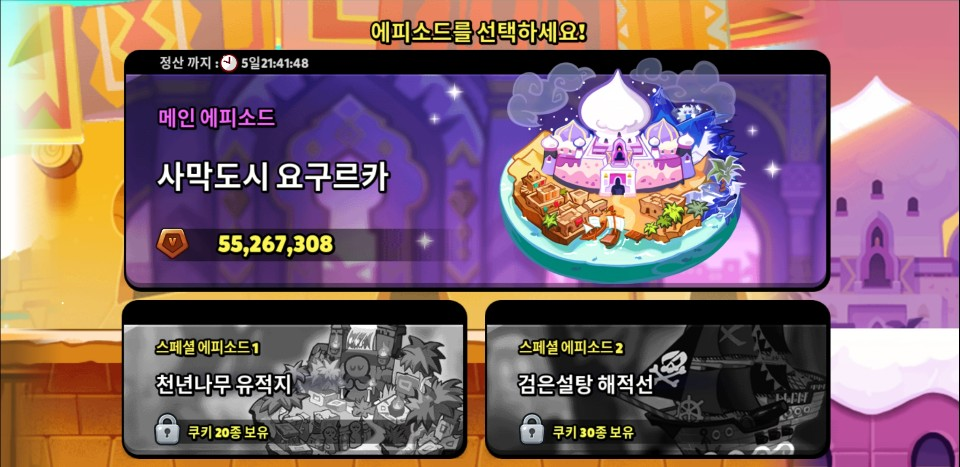 에피소드를 선택하세요!
정산 까지 : 5일21:41:48
메인 에피소드
사막도시 요구르카
V
55,267,308
스페셜 에피소드1
천년나무 유적지
쿠키 20종 보유
스페셜 에피소드2
검은설탕 해적선
쿠키 30종 보유